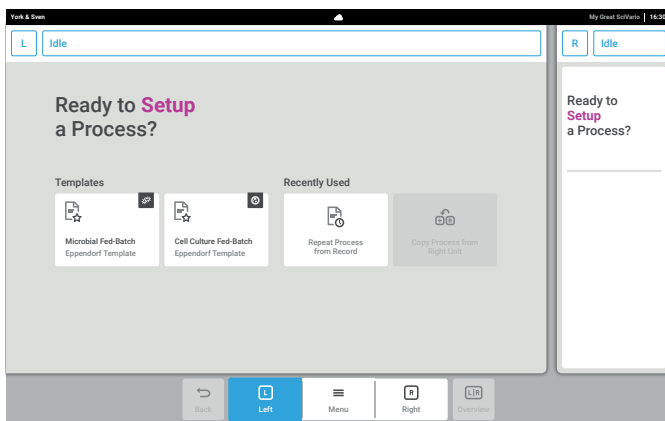 York & Sven
My Great SciVario
16:30
L
Idle
R
Idle
Ready to Setup
a Process?
Ready to
Setup
a Process?
Templates
Recently Used
Microbial Fed-Batch
Eppendorf Template
Cell Culture Fed-Batch
Eppendorf Template
Repeat Process
from Record
Copy Process from
Right Unit
R
L
Left
Back
Menu
R
Right
L|R
Overview